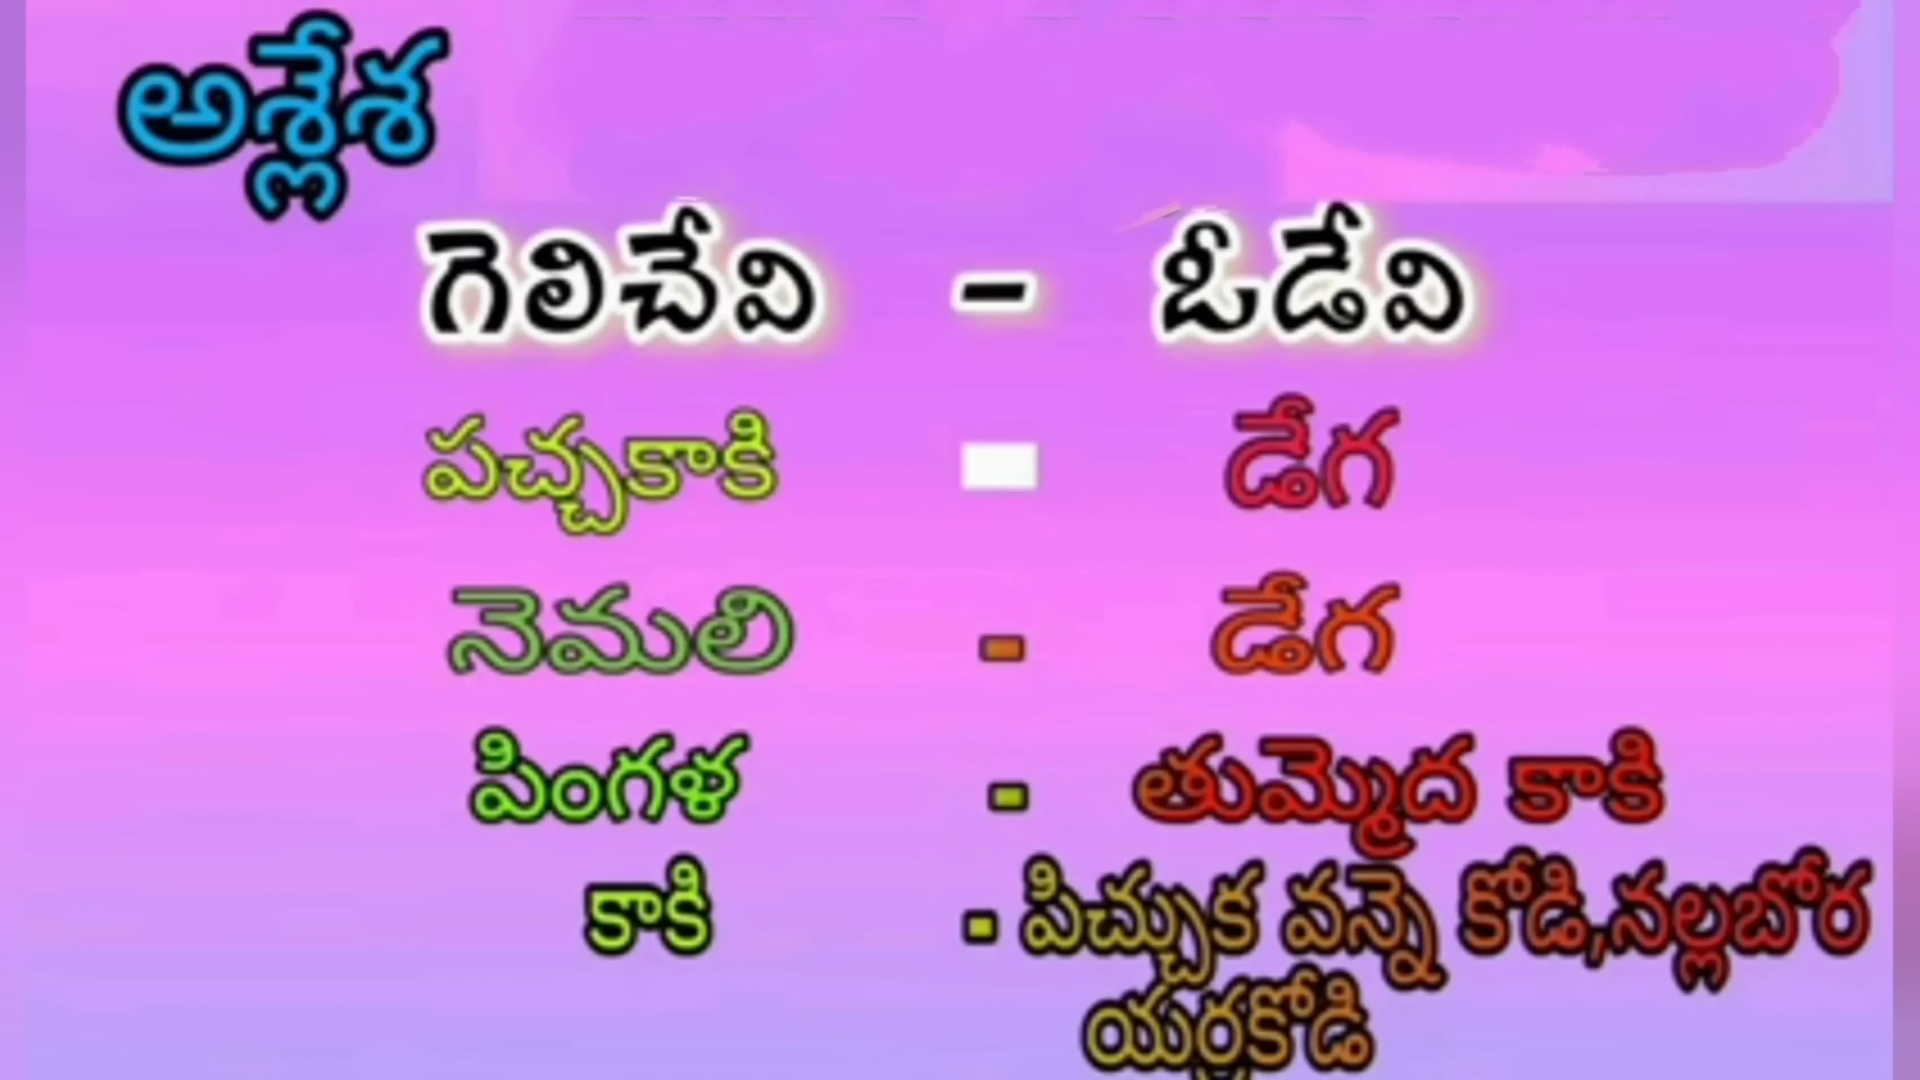 అశ్లేశ
గెలిచేవి - ఓడేవి
పచ్చకాకి - డేగ
నెమలి - డేగ
పింగళ - తుమ్మెద కాకి
కాకి - పిచ్చుక వన్నె కోడి,నల్లబోర
యర్రకోడి